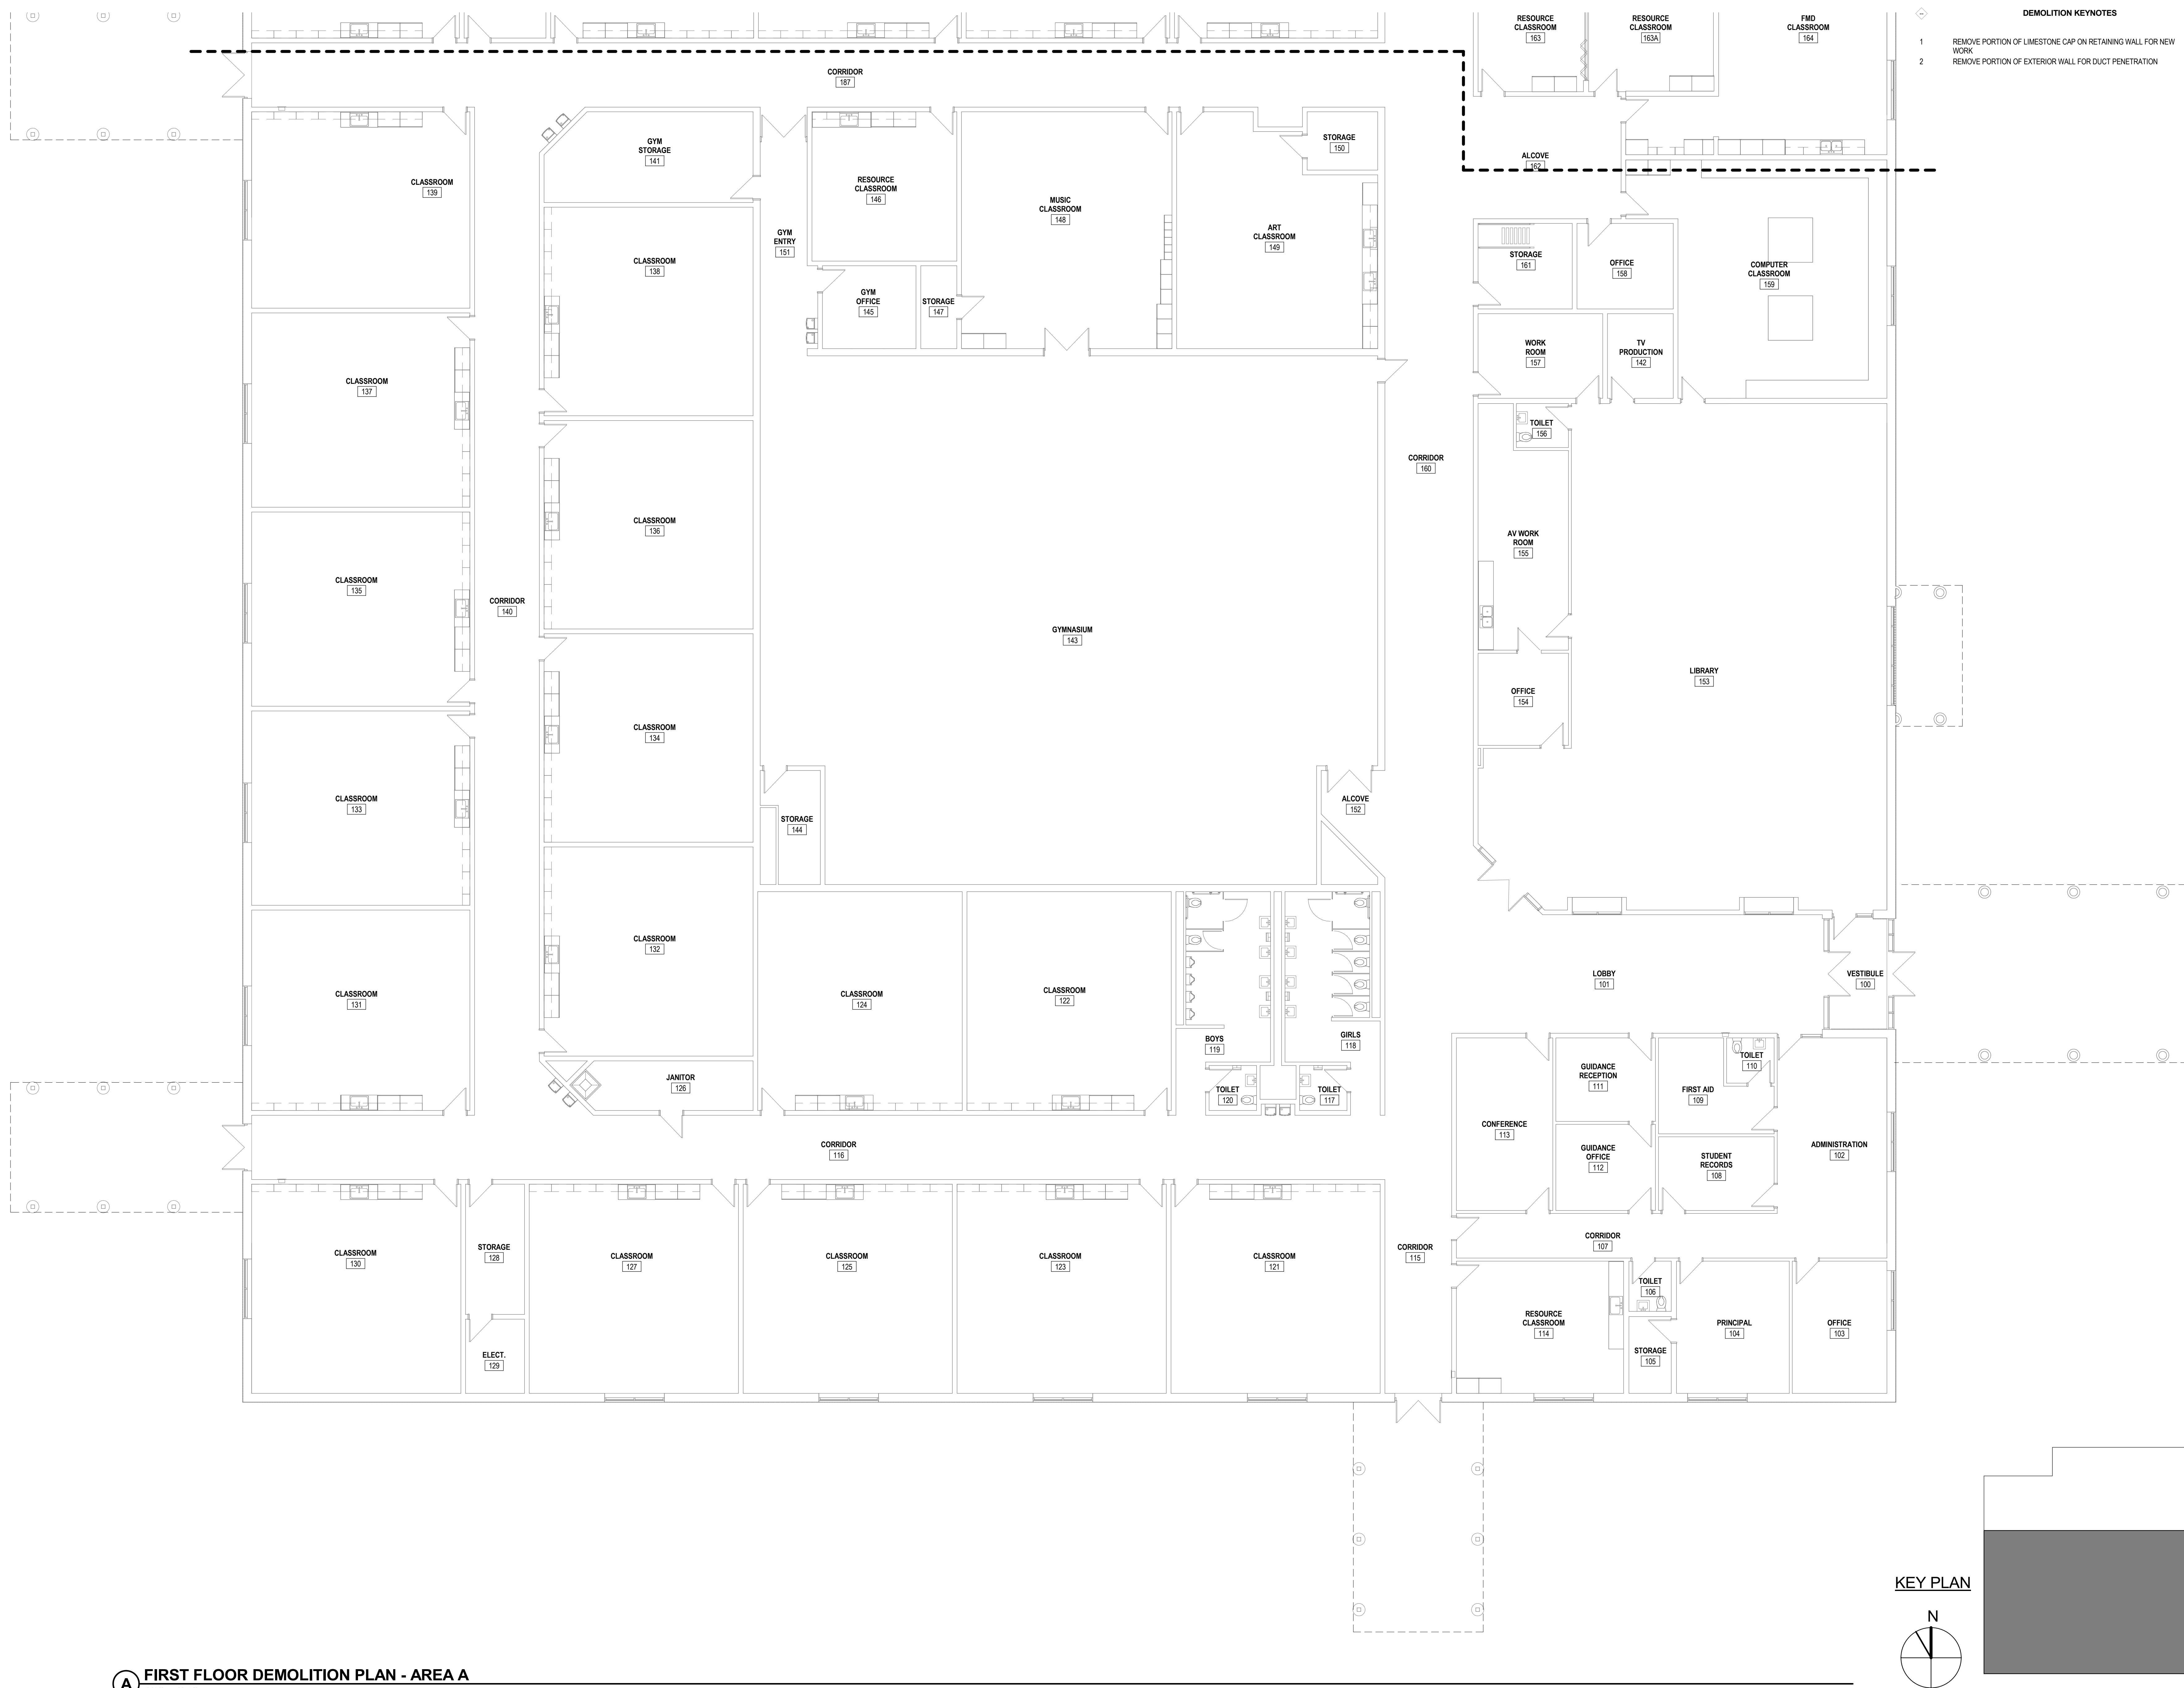 RESOURCE
CLASSROOM
163
RESOURCE
CLASSROOM
163A
FMD
CLASSROOM
164
DEMOLITION KEYNOTES
1 REMOVE PORTION OF LIMESTONE CAP ON RETAINING WALL FOR NEW
WORK
2 REMOVE PORTION OF EXTERIOR WALL FOR DUCT PENETRATION
CORRIDOR
187
GYM
STORAGE
141
STORAGE
150
ALCOVE
162
CLASSROOM
139
RESOURCE
CLASSROOM
146
MUSIC
CLASSROOM
148
GYM
ENTRY
151
ART
CLASSROOM
149
CLASSROOM
138
STORAGE
161
OFFICE
158
COMPUTER
CLASSROOM
159
GYM
OFFICE
145
STORAGE
147
WORK
ROOM
157
TV
PRODUCTION
142
CLASSROOM
137
TOILET
156
CORRIDOR
160
CLASSROOM
136
AV WORK
ROOM
155
CLASSROOM
135
CORRIDOR
140
GYMNASIUM
143
LIBRARY
153
OFFICE
154
CLASSROOM
134
CLASSROOM
133
STORAGE
144
ALCOVE
152
CLASSROOM
132
CLASSROOM
131
CLASSROOM
124
CLASSROOM
122
LOBBY
101
VESTIBULE
100
BOYS
119
GIRLS
118
TOILET
110
JANITOR
126
TOILET
120
TOILET
117
GUIDANCE
RECEPTION
111
FIRST AID
109
CORRIDOR
116
CONFERENCE
113
GUIDANCE
OFFICE
112
STUDENT
RECORDS
108
ADMINISTRATION
102
CLASSROOM
130
STORAGE
128
CLASSROOM
127
CLASSROOM
125
CLASSROOM
123
CLASSROOM
121
CORRIDOR
115
CORRIDOR
107
TOILET
106
RESOURCE
CLASSROOM
114
PRINCIPAL
104
OFFICE
103
ELECT.
129
STORAGE
105
KEY PLAN
N
A FIRST FLOOR DEMOLITION PLAN - AREA A